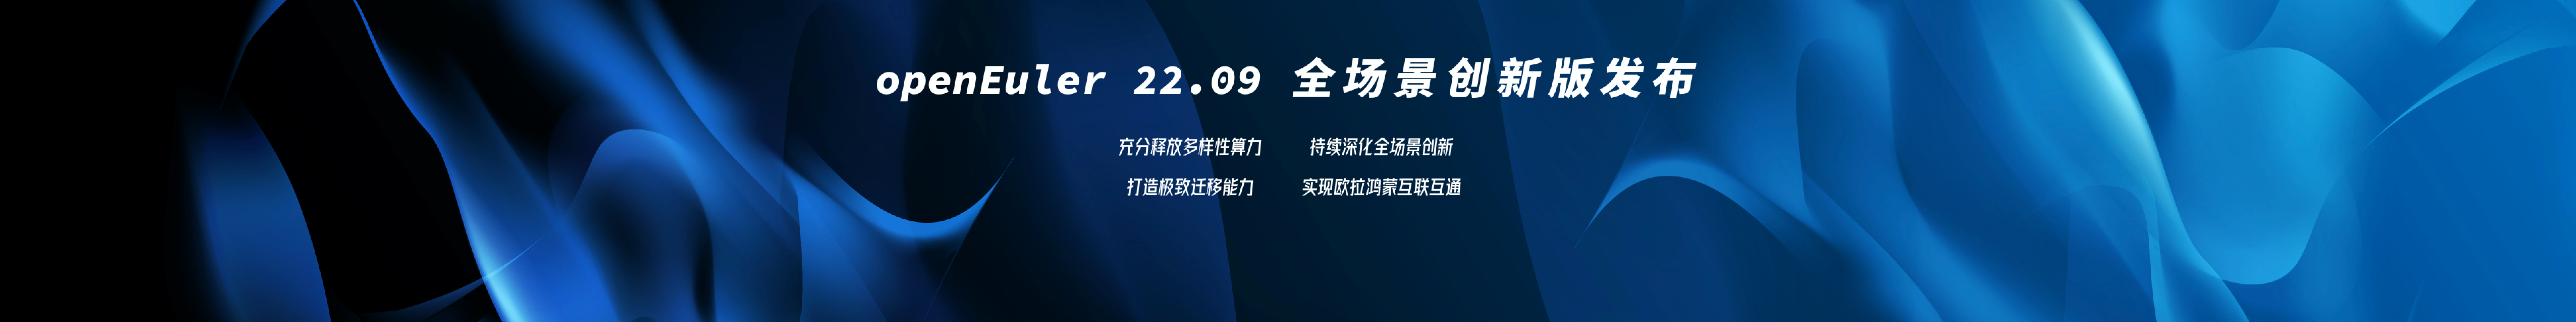 openEuler 22.09 全场景创新版发布
充分释放多样性算力 持续深化全场景创新
打造极致迁移能力 实现欧拉鸿蒙互联互通